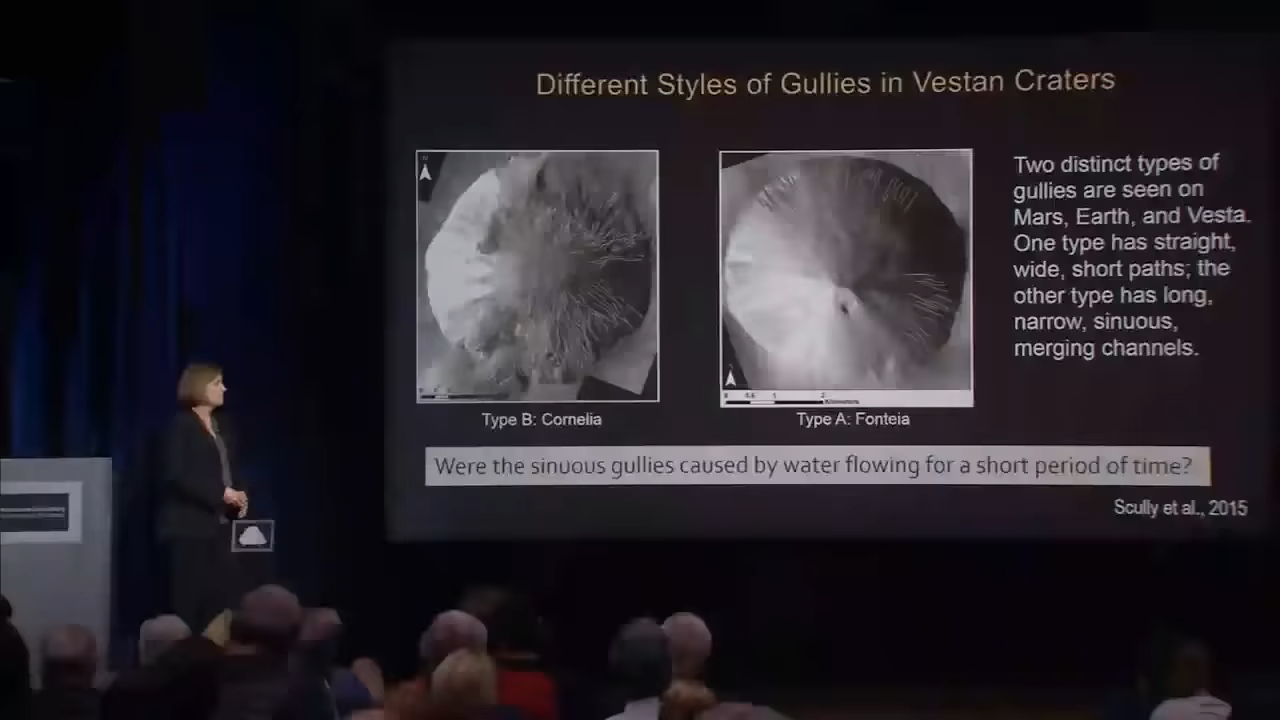 Different Styles of Gullies in Vestan Craters
Two distinct types of
gullies are seen on
Mars, Earth, and Vesta.
One type has straight,
wide, short paths; the
other type has long,
narrow, sinuous,
merging channels.
Type B: Cornelia
Type A: Fonteia
Were the sinuous gullies caused by water flowing for a short period of time?
Scully et al., 2015